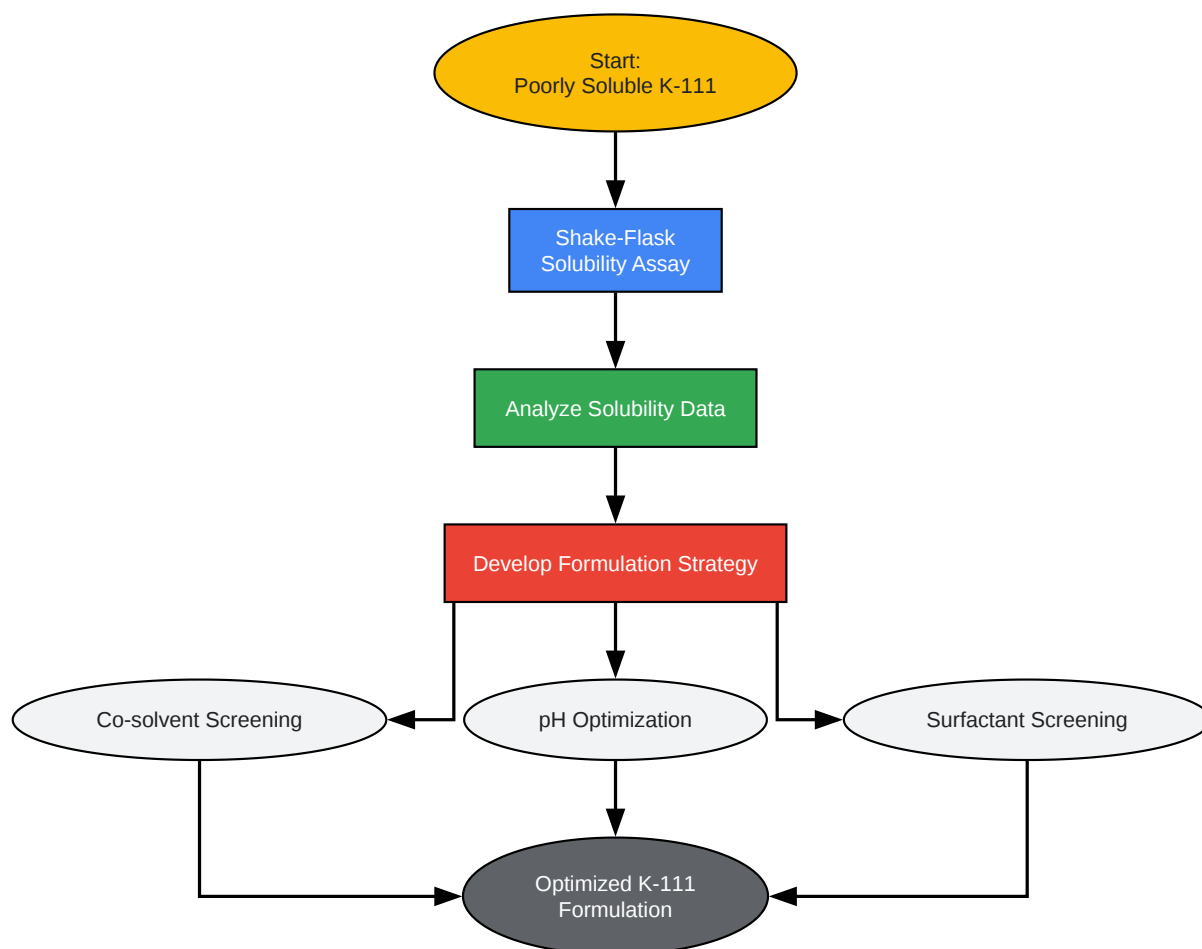 Start:
Poorly Soluble K-111
Shake-Flask
Solubility Assay
Analyze Solubility Data
Develop Formulation Strategy
Co-solvent Screening
pH Optimization
Surfactant Screening
Optimized K-111
Formulation